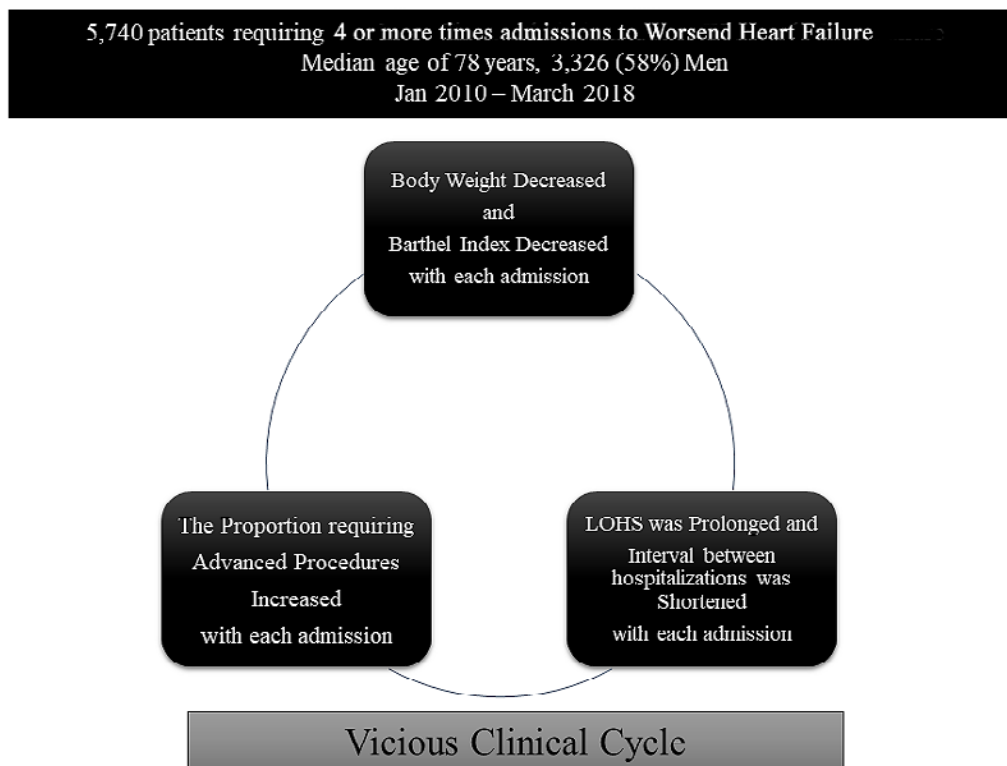 5,740 patients requiring 4 or more times admissions to Worsend Heart Failure
Median age of 78 years, 3,326 (58%) Men
Jan 2010 – March 2018
Body Weight Decreased
and
Barthel Index Decreased
with each admission
The Proportion requiring
Advanced Procedures
Increased
with each admission
LOHS was Prolonged and
Interval between
hospitalizations was
Shortened
with each admission
Vicious Clinical Cycle